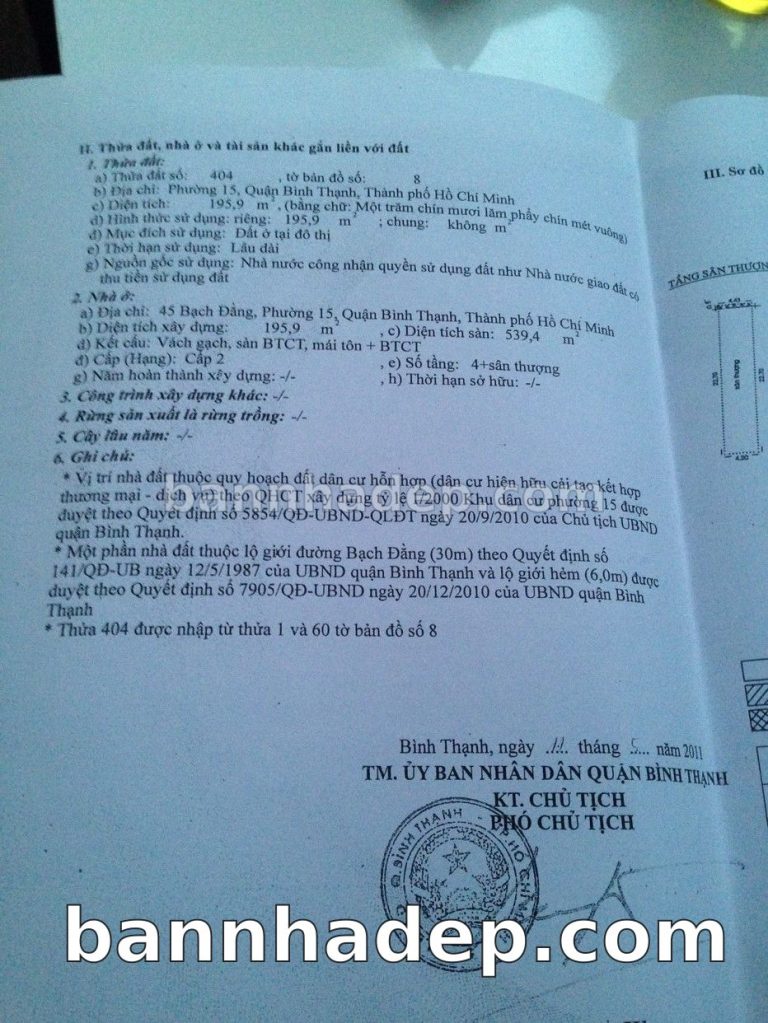 II. Thửa đất, nhà ở và tài sản khác gắn liền với đất
1. Thửa đất:
a) Thửa đất số: 404 , tờ bản đồ số: 8
b) Địa chỉ: Phường 15, Quận Bình Thạnh, Thành phố Hồ Chí Minh
c) Diện tích: 195,9 m², (bằng chữ: Một trăm chín mươi lăm phẩy chín mét vuông)
d) Hình thức sử dụng: riêng: 195,9 m² ; chung: không m²
đ) Mục đích sử dụng: Đất ở tại đô thị
e) Thời hạn sử dụng: Lâu dài
g) Nguồn gốc sử dụng: Nhà nước công nhận quyền sử dụng đất như Nhà nước giao đất có
thu tiền sử dụng đất
2. Nhà ở:
a) Địa chỉ: 45 Bạch Đằng, Phường 15, Quận Bình Thạnh, Thành phố Hồ Chí Minh
b) Diện tích xây dựng: 195,9 m² , c) Diện tích sàn: 539,4 m²
d) Kết cấu: Vách gạch, sàn BTCT, mái tôn + BTCT
đ) Cấp (Hạng): Cấp 2 , e) Số tầng: 4+sân thượng
g) Năm hoàn thành xây dựng: -/- , h) Thời hạn sở hữu: -/-
3. Công trình xây dựng khác: -/-
4. Rừng sản xuất là rừng trồng: -/-
5. Cây lâu năm: -/-
6. Ghi chú:
* Vị trí nhà đất thuộc quy hoạch đất dân cư hỗn hợp (dân cư hiện hữu cải tạo kết hợp
thương mại - dịch vụ) theo QHCT xây dựng tỷ lệ 1/2000 Khu dân cư phường 15 được
duyệt theo Quyết định số 5854/QĐ-UBND-QLĐT ngày 20/9/2010 của Chủ tịch UBND
quận Bình Thạnh.
* Một phần nhà đất thuộc lộ giới đường Bạch Đằng (30m) theo Quyết định số
141/QĐ-UB ngày 12/5/1987 của UBND quận Bình Thạnh và lộ giới hẻm (6,0m) được
duyệt theo Quyết định số 7905/QĐ-UBND ngày 20/12/2010 của UBND quận Bình
Thạnh
* Thửa 404 được nhập từ thửa 1 và 60 tờ bản đồ số 8
bannhadep.com
Bình Thạnh, ngày 11 tháng 5 năm 2011
TM. ỦY BAN NHÂN DÂN QUẬN BÌNH THẠNH
KT. CHỦ TỊCH
PHÓ CHỦ TỊCH
Q. BÌNH THẠNH - TP. HỒ CHÍ MINH
bannhadep.com
III. Sơ đồ
TẦNG SÂN THƯỢN
sân thượng